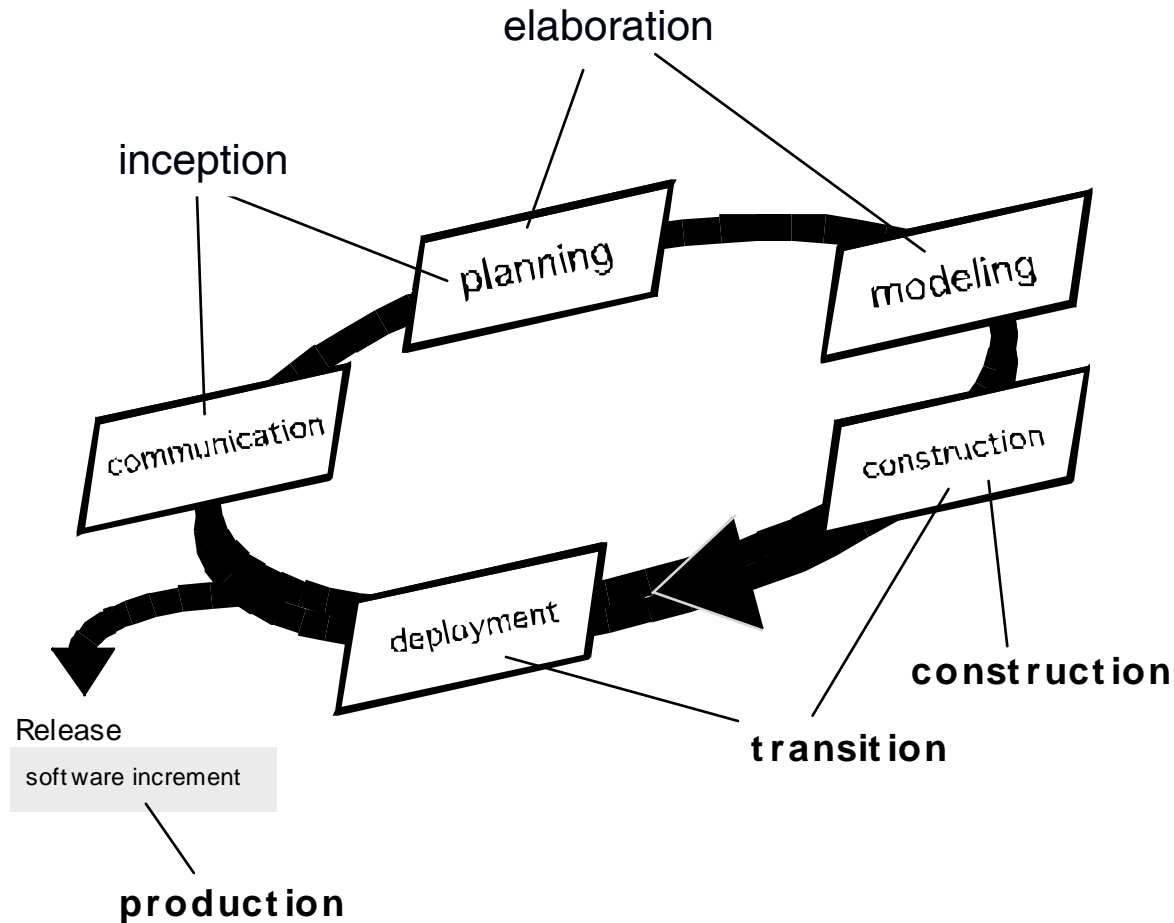 elaboration
inception
planning
modeling
communication
construction
deployment
construction
transition
Release
software increment
production